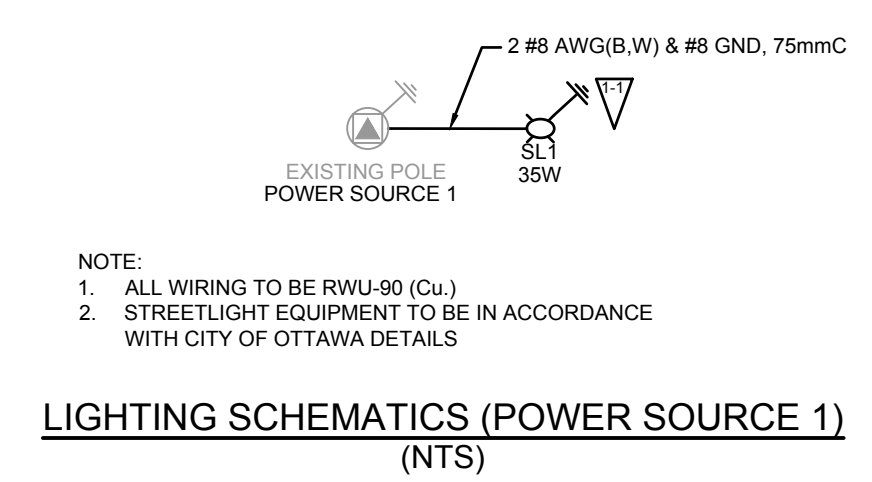 2 #8 AWG(B,W) & #8 GND, 75mmC
1-1
SL1
35W
EXISTING POLE
POWER SOURCE 1
NOTE:
1. ALL WIRING TO BE RWU-90 (Cu.)
2. STREETLIGHT EQUIPMENT TO BE IN ACCORDANCE
WITH CITY OF OTTAWA DETAILS
LIGHTING SCHEMATICS (POWER SOURCE 1)
(NTS)